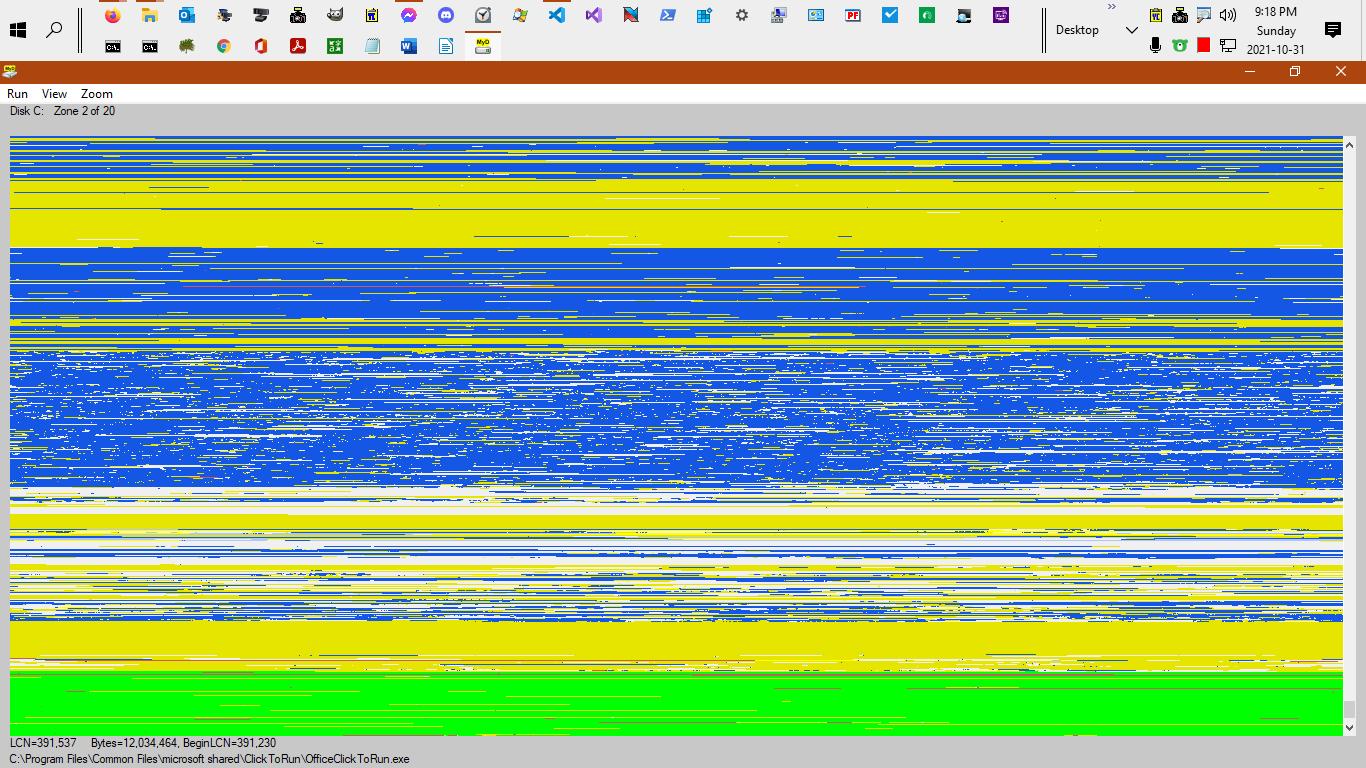 9:18 PM
Desktop
Sunday
2021-10-31
C:\
C:\
MyD
Run View Zoom
Disk C: Zone 2 of 20
LCN=391,537 Bytes=12,034,464, BeginLCN=391,230
C:\Program Files\Common Files\microsoft shared\ClickToRun\OfficeClickToRun.exe